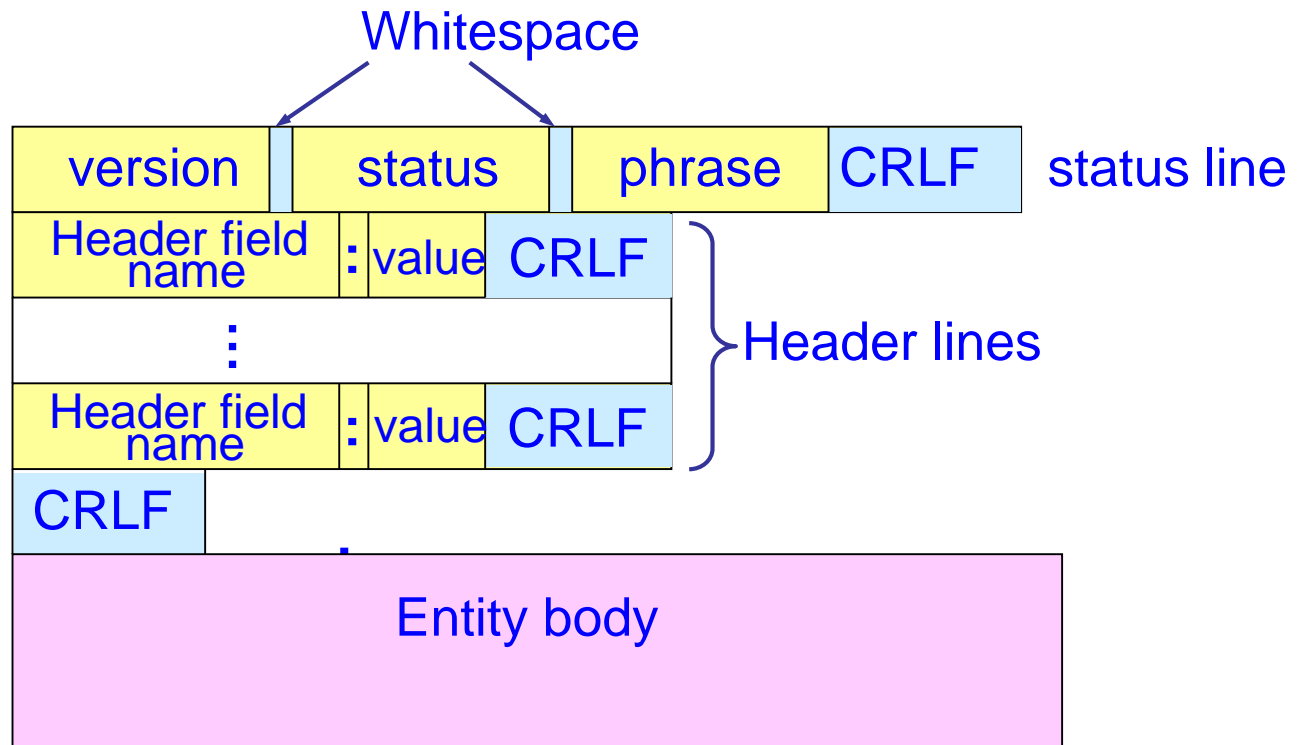 Whitespace
version status phrase CRLF status line
Header field name : value CRLF
⋮
Header lines
Header field name : value CRLF
CRLF
Entity body